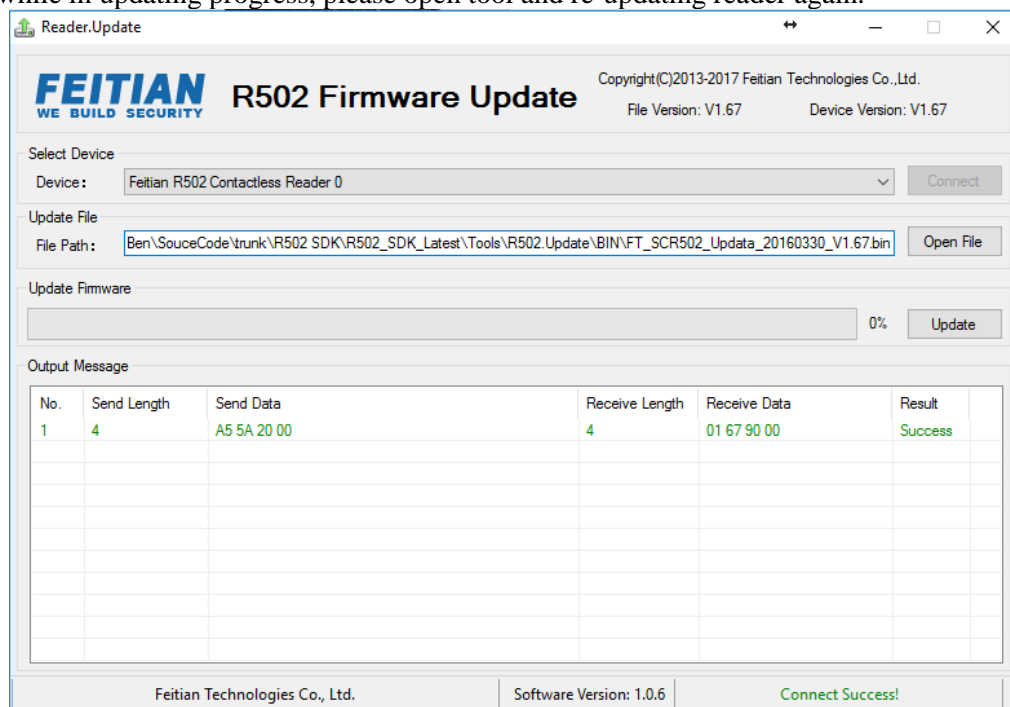 while in updating progress, please open tool and re-updating reader again.
Reader.Update
FEITIAN
WE BUILD SECURITY
R502 Firmware Update
Copyright(C)2013-2017 Feitian Technologies Co.,Ltd.
File Version: V1.67 Device Version: V1.67
Select Device
Device: Feitian R502 Contactless Reader 0 Connect
Update File
File Path: Ben\SouceCode\trunk\R502 SDK\R502_SDK_Latest\Tools\R502.Update\BIN\FT_SCR502_Updata_20160330_V1.67.bin Open File
Update Firmware
0% Update
Output Message
No. Send Length Send Data Receive Length Receive Data Result
1 4 A5 5A 20 00 4 01 67 90 00 Success
Feitian Technologies Co., Ltd. Software Version: 1.0.6 Connect Success!